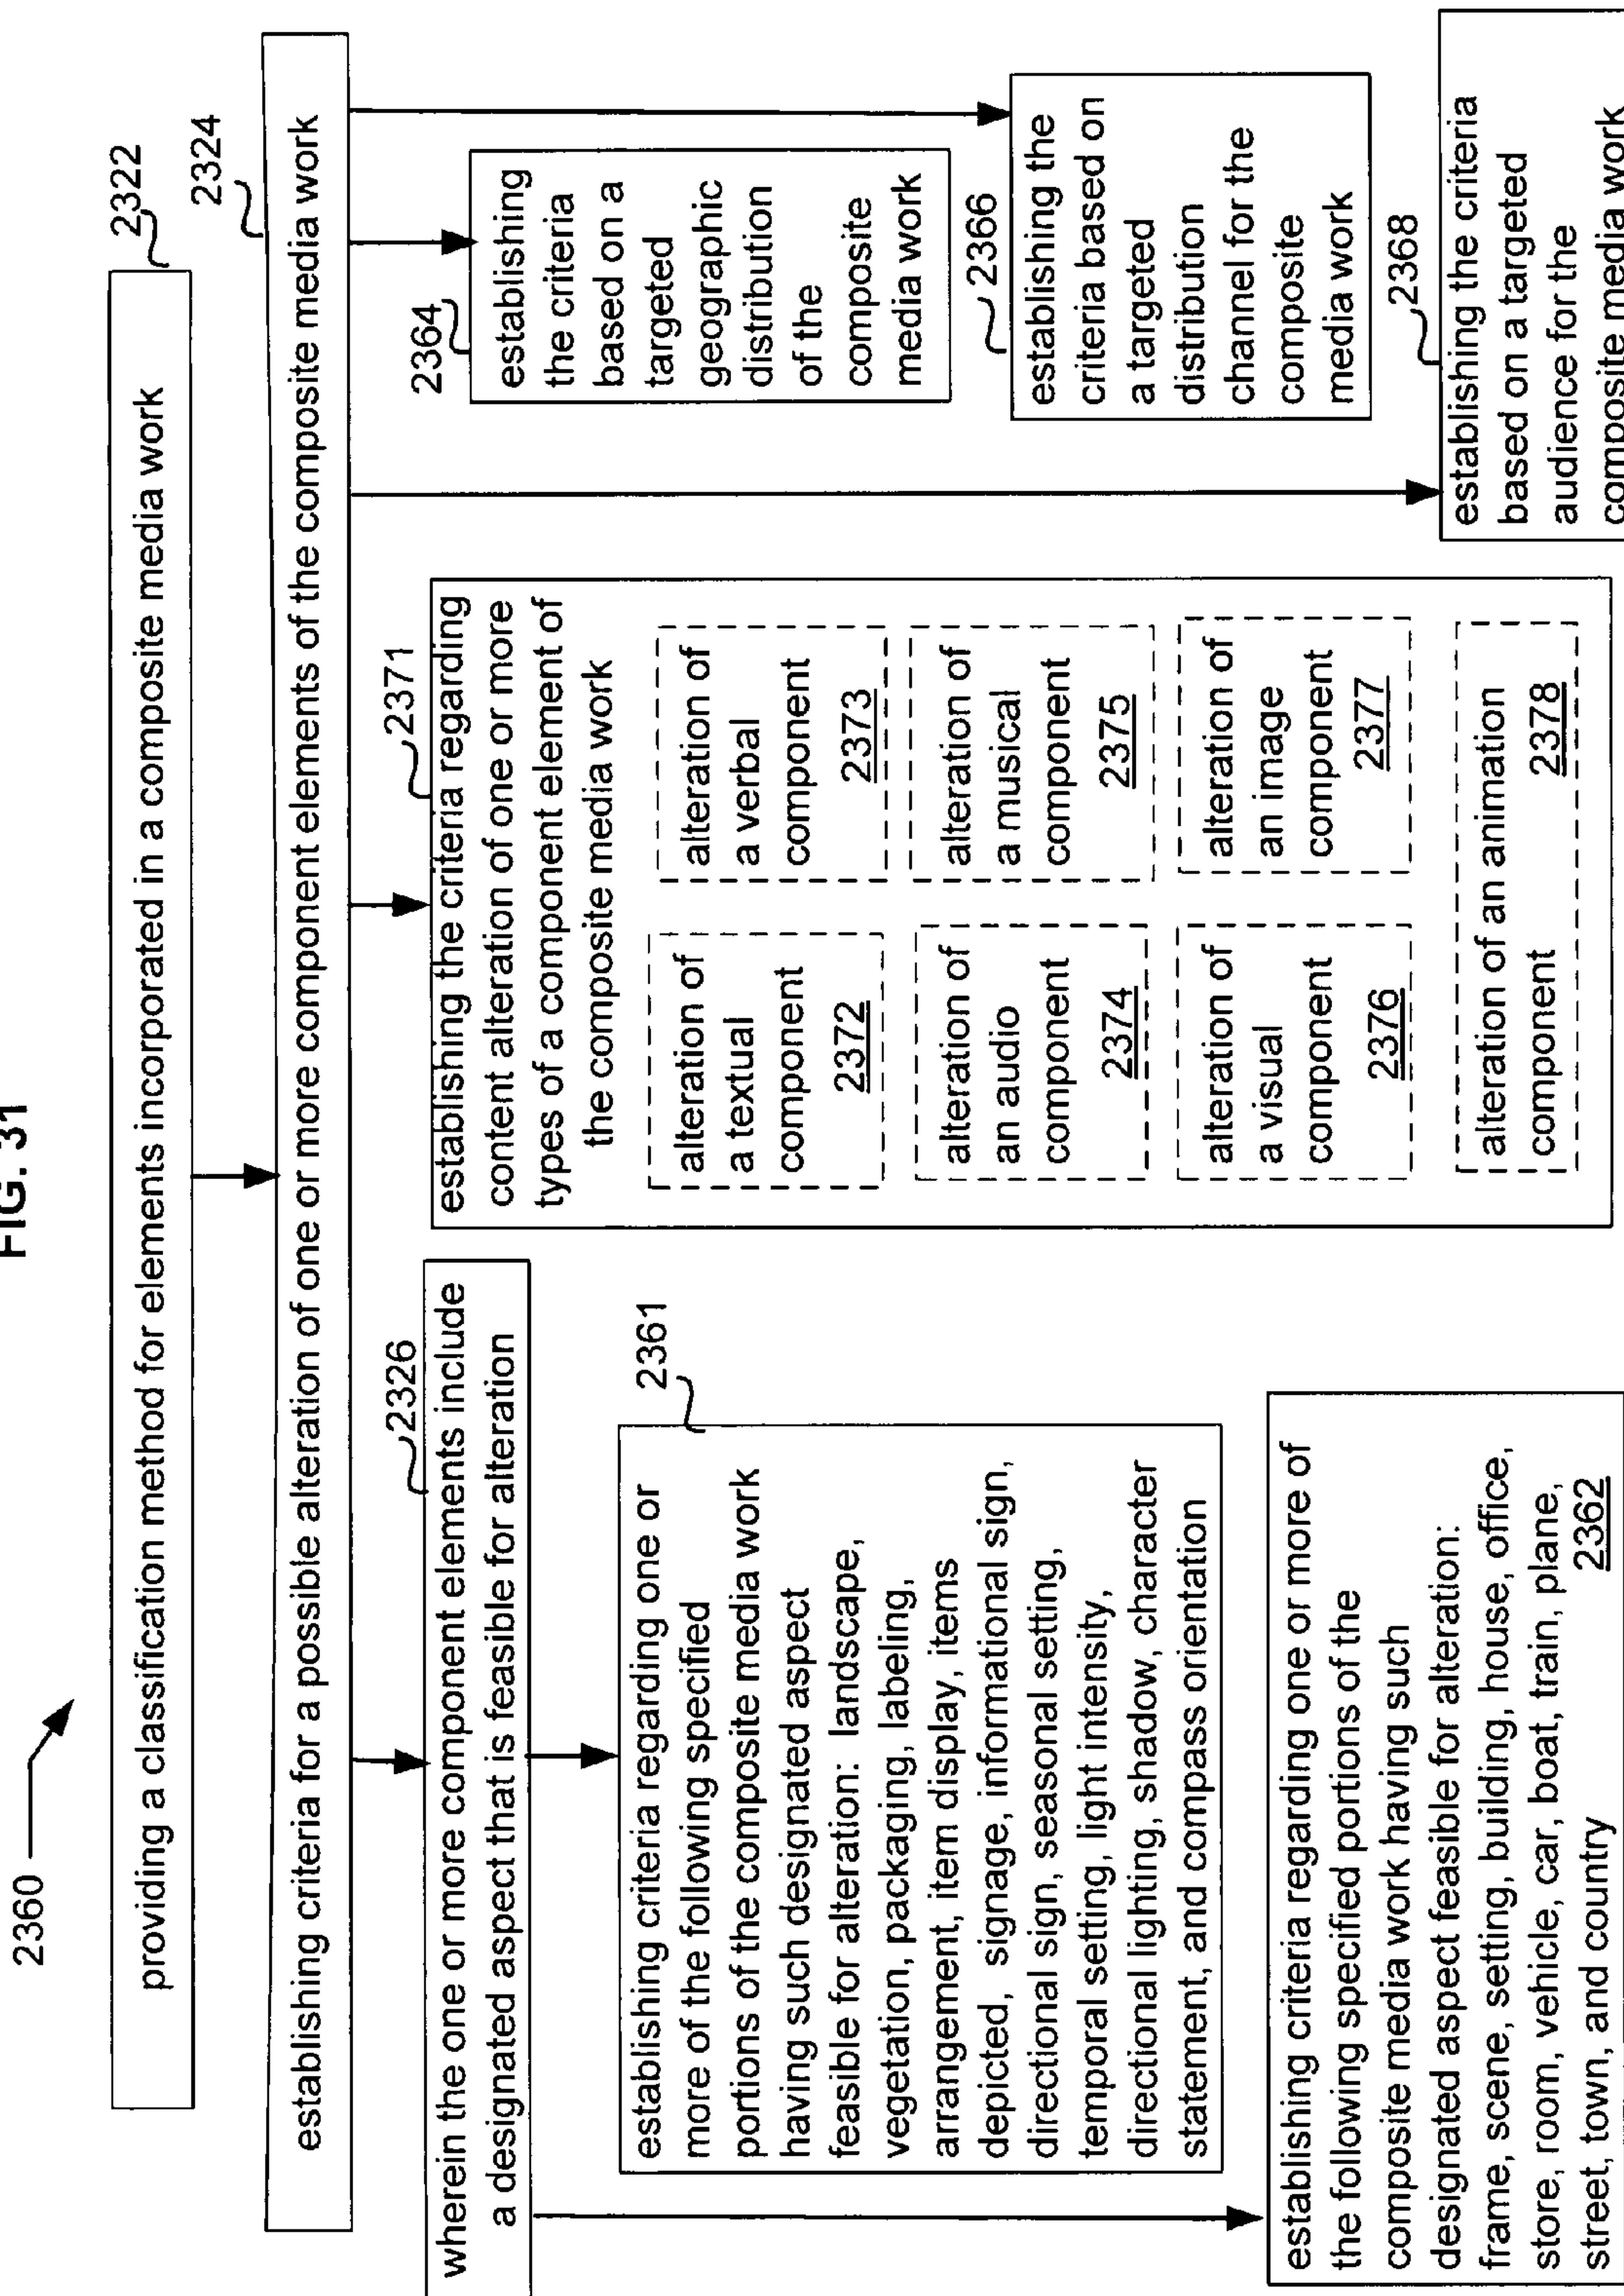 FIG. 31
2360
providing a classification method for elements incorporated in a composite media work
2322
establishing criteria for a possible alteration of one or more component elements of the composite media work
2324
2326
wherein the one or more component elements include
a designated aspect that is feasible for alteration
2361
establishing criteria regarding one or
more of the following specified
portions of the composite media work
having such designated aspect
feasible for alteration: landscape,
vegetation, packaging, labeling,
arrangement, item display, items
depicted, signage, informational sign,
directional sign, seasonal setting,
temporal setting, light intensity,
directional lighting, shadow, character
statement, and compass orientation
establishing criteria regarding one or more of
the following specified portions of the
composite media work having such
designated aspect feasible for alteration:
frame, scene, setting, building, house, office,
store, room, vehicle, car, boat, train, plane,
street, town, and country
2362
2371
establishing the criteria regarding
content alteration of one or more
types of a component element of
the composite media work
alteration of
a textual
component
2372
alteration of
a verbal
component
2373
alteration of
an audio
component
2374
alteration of
a musical
component
2375
alteration of
a visual
component
2376
alteration of
an image
component
2377
alteration of an animation
component
2378
2364
establishing
the criteria
based on a
targeted
geographic
distribution
of the
composite
media work
2366
establishing the
criteria based on
a targeted
distribution
channel for the
composite
media work
2368
establishing the criteria
based on a targeted
audience for the
composite media work